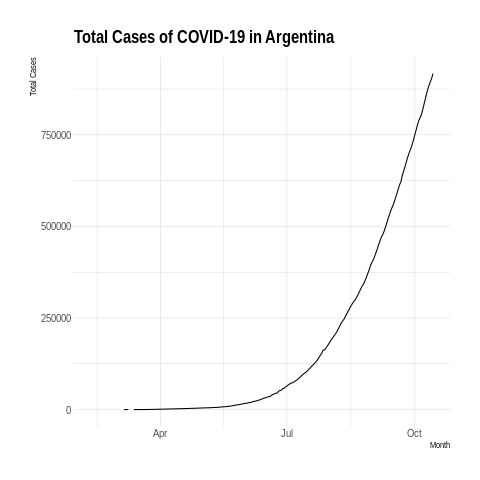 Total Cases of COVID-19 in Argentina
Total Cases
750000
500000
250000
0
Apr
Jul
Oct
Month